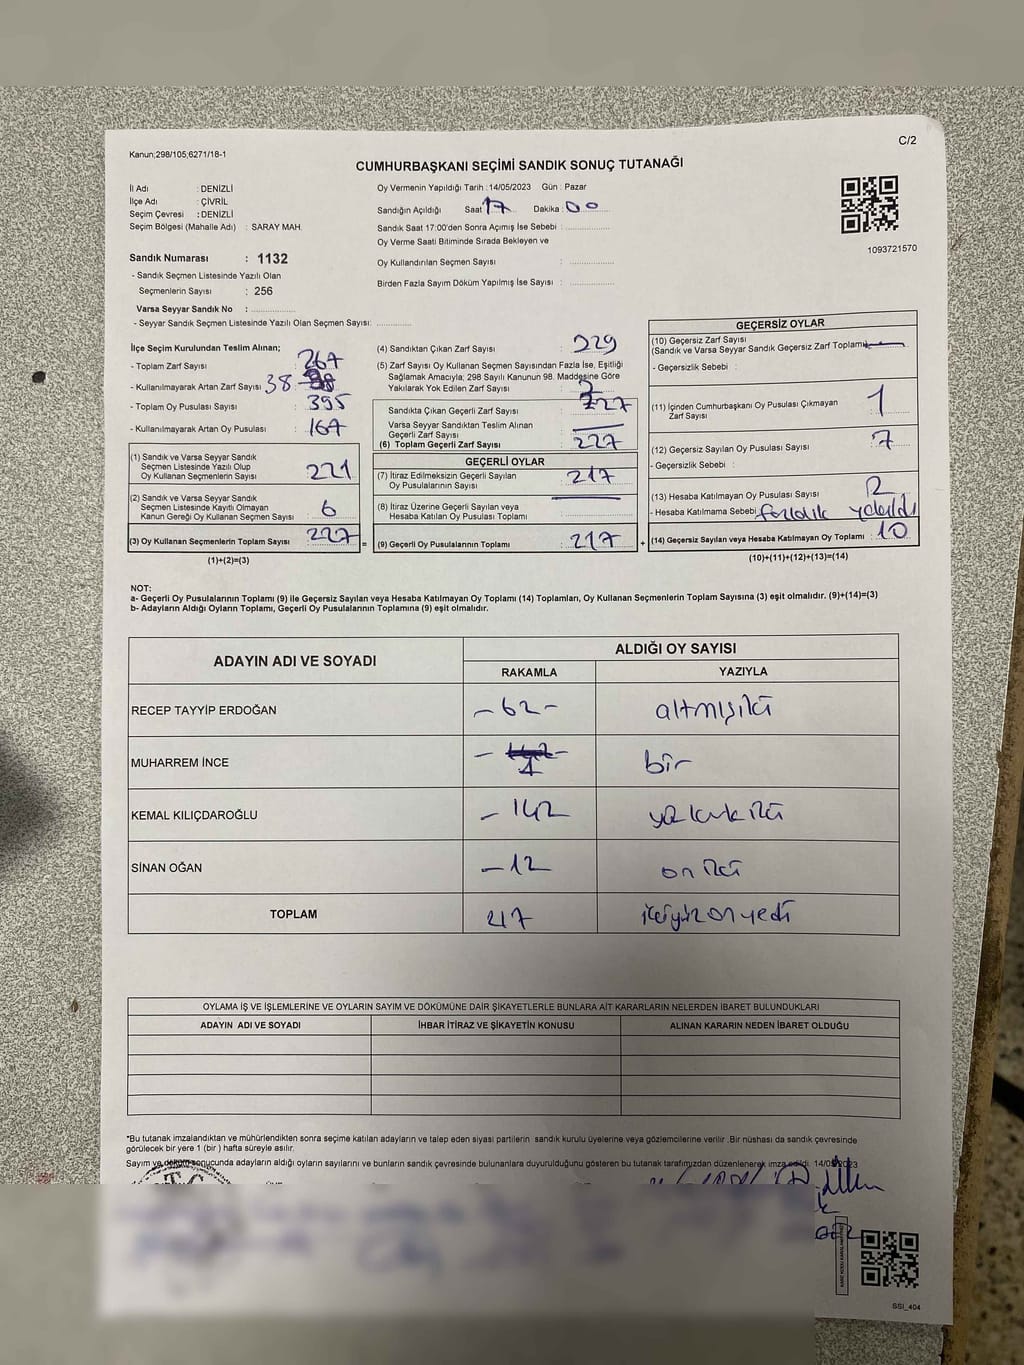 Kanun;298/105;6271/18-1
C/2
CUMHURBAŞKANI SEÇİMİ SANDIK SONUÇ TUTANAĞI
İl Adı : DENİZLİ
İlçe Adı : ÇİVRİL
Seçim Çevresi : DENİZLİ
Seçim Bölgesi (Mahalle Adı) : SARAY MAH.
Sandık Numarası : 1132
- Sandık Seçmen Listesinde Yazılı Olan
Seçmenlerin Sayısı : 256
Varsa Seyyar Sandık No :
- Seyyar Sandık Seçmen Listesinde Yazılı Olan Seçmen Sayısı:
Oy Vermenin Yapıldığı Tarih :14/05/2023 Gün : Pazar
Sandığın Açıldığı Saat 17 Dakika : 00
Sandık Saat 17:00'den Sonra Açımış İse Sebebi :
Oy Verme Saati Bitiminde Sırada Bekleyen ve
Oy Kullandırılan Seçmen Sayısı :
Birden Fazla Sayım Döküm Yapılmış İse Sayısı :
1093721570
İlçe Seçim Kurulundan Teslim Alınan;
- Toplam Zarf Sayısı : 267
- Kullanılmayarak Artan Zarf Sayısı 38
- Toplam Oy Pusulası Sayısı : 395
- Kullanılmayarak Artan Oy Pusulası : 167
(1) Sandık ve Varsa Seyyar Sandık
Seçmen Listesinde Yazılı Olup
Oy Kullanan Seçmenlerin Sayısı : 221
(2) Sandık ve Varsa Seyyar Sandık
Seçmen Listesinde Kayıtlı Olmayan
Kanun Gereği Oy Kullanan Seçmen Sayısı : 6
(3) Oy Kullanan Seçmenlerin Toplam Sayısı : 227
(1)+(2)=(3)
(4) Sandıktan Çıkan Zarf Sayısı : 229
(5) Zarf Sayısı Oy Kullanan Seçmen Sayısından Fazla İse, Eşitliği
Sağlamak Amacıyla; 298 Sayılı Kanunun 98. Maddesine Göre
Yakılarak Yok Edilen Zarf Sayısı : 2
Sandıkta Çıkan Geçerli Zarf Sayısı : 227
Varsa Seyyar Sandıktan Teslim Alınan
Geçerli Zarf Sayısı :
(6) Toplam Geçerli Zarf Sayısı : 227
GEÇERLİ OYLAR
(7) İtiraz Edilmeksizin Geçerli Sayılan
Oy Pusulalarının Sayısı : 217
(8) İtiraz Üzerine Geçerli Sayılan veya
Hesaba Katılan Oy Pusulası Toplamı :
= (9) Geçerli Oy Pusulalarının Toplamı : 217 +
GEÇERSİZ OYLAR
(10) Geçersiz Zarf Sayısı
(Sandık ve Varsa Seyyar Sandık Geçersiz Zarf Toplamı)
- Geçersizlik Sebebi :
(11) İçinden Cumhurbaşkanı Oy Pusulası Çıkmayan
Zarf Sayısı : 1
(12) Geçersiz Sayılan Oy Pusulası Sayısı : 7
- Geçersizlik Sebebi :
(13) Hesaba Katılmayan Oy Pusulası Sayısı : 2
- Hesaba Katılmama Sebebi : fazlalık yakıldı
(14) Geçersiz Sayılan veya Hesaba Katılmayan Oy Toplamı : 10
(10)+(11)+(12)+(13)=(14)
NOT:
a- Geçerli Oy Pusulalarının Toplamı (9) ile Geçersiz Sayılan veya Hesaba Katılmayan Oy Toplamı (14) Toplamları, Oy Kullanan Seçmenlerin Toplam Sayısına (3) eşit olmalıdır. (9)+(14)=(3)
b- Adayların Aldığı Oyların Toplamı, Geçerli Oy Pusulalarının Toplamına (9) eşit olmalıdır.
ADAYIN ADI VE SOYADI
ALDIĞI OY SAYISI
RAKAMLA YAZIYLA
RECEP TAYYİP ERDOĞAN - 62 - altmışiki
MUHARREM İNCE - 1 - bir
KEMAL KILIÇDAROĞLU - 142 yüzkırkiki
SİNAN OĞAN - 12 on iki
TOPLAM 217 ikiyüzonyedi
OYLAMA İŞ VE İŞLEMLERİNE VE OYLARIN SAYIM VE DÖKÜMÜNE DAİR ŞİKAYETLERLE BUNLARA AİT KARARLARIN NELERDEN İBARET BULUNDUKLARI
ADAYIN ADI VE SOYADI İHBAR İTİRAZ VE ŞİKAYETİN KONUSU ALINAN KARARIN NEDEN İBARET OLDUĞU
*Bu tutanak imzalandıktan ve mühürlendikten sonra seçime katılan adayların ve talep eden siyasi partilerin sandık kurulu üyelerine veya gözlemcilerine verilir .Bir nüshası da sandık çevresinde
görülecek bir yere 1 (bir ) hafta süreyle asılır.
Sayım ve döküm sonucunda adayların aldığı oyların sayılarını ve bunların sandık çevresinde bulunanlara duyurulduğunu gösteren bu tutanak tarafımızdan düzenlenerek imza edildi. 14/05/2023
SSI_404